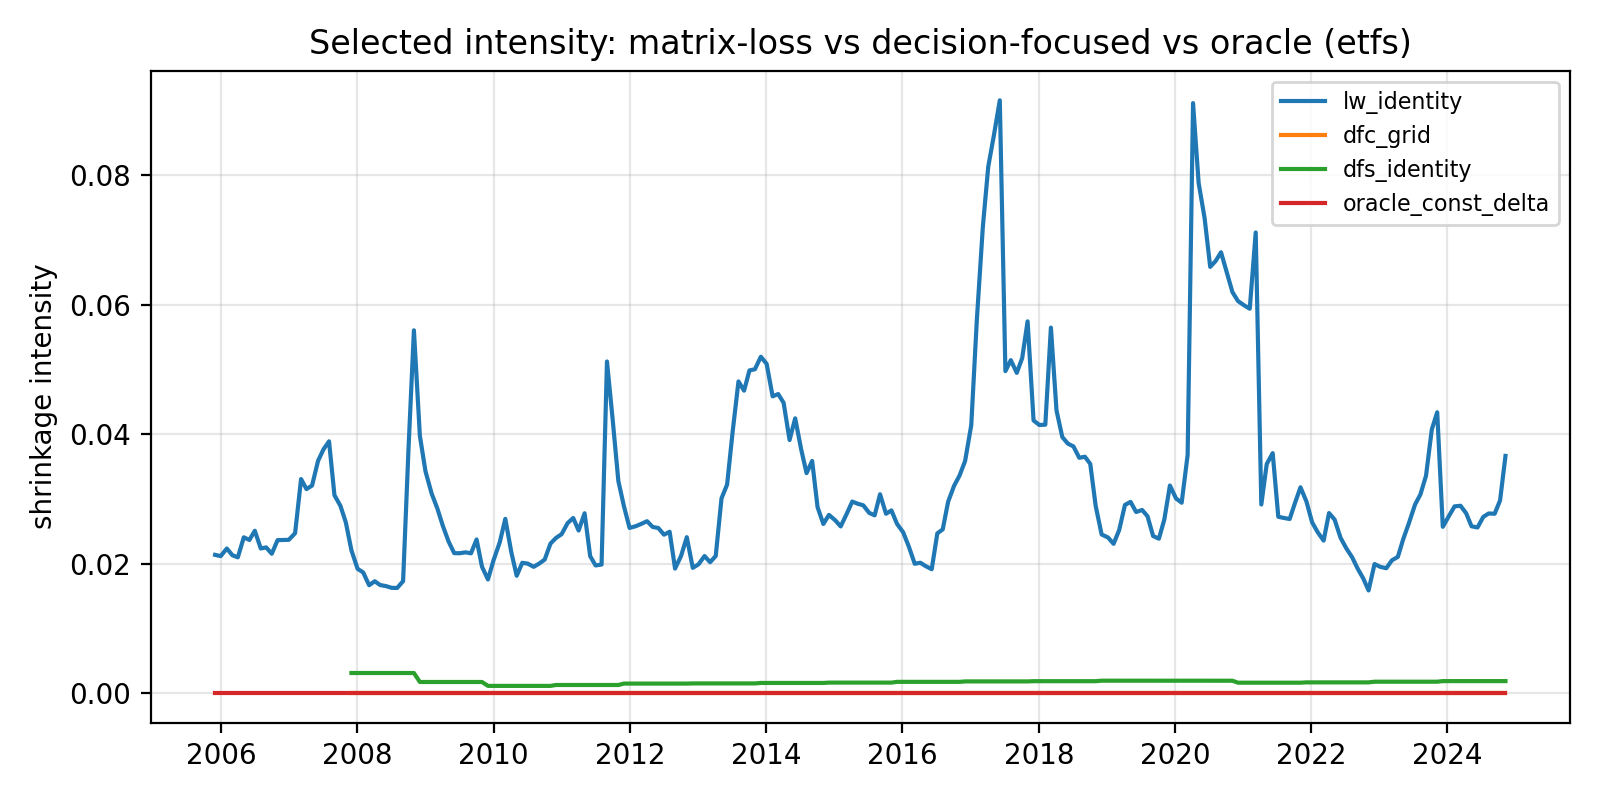 Selected intensity: matrix-loss vs decision-focused vs oracle (etfs)
lw_identity
dfc_grid
dfs_identity
oracle_const_delta
shrinkage intensity
0.08
0.06
0.04
0.02
0.00
2006 2008 2010 2012 2014 2016 2018 2020 2022 2024